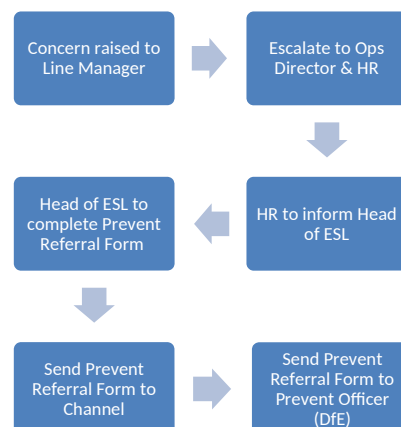 Concern raised to
Line Manager
Escalate to Ops
Director & HR
HR to inform Head
of ESL
Head of ESL to
complete Prevent
Referral Form
Send Prevent
Referral Form to
Channel
Send Prevent
Referral Form to
Prevent Officer
(DfE)